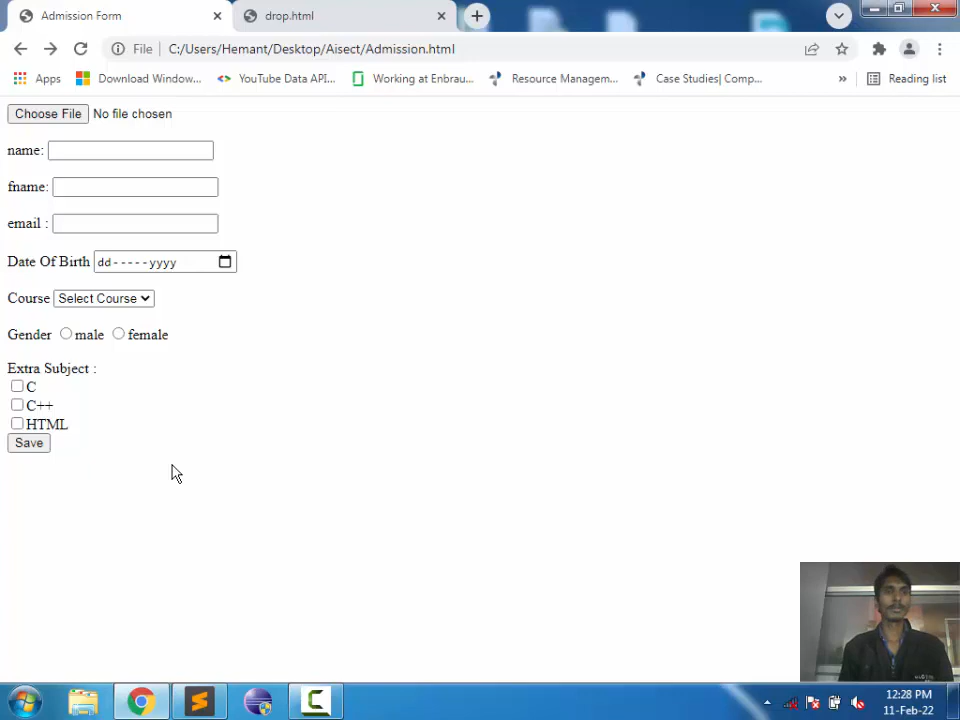 Admission Form
drop.html
File
C:/Users/Hemant/Desktop/Aisect/Admission.html
Apps
Download Window...
YouTube Data API...
Working at Enbrau...
Resource Managem...
Case Studies| Comp...
»
Reading list
Choose File No file chosen
name:
fname:
email :
Date Of Birth dd-----yyyy
Course Select Course
Gender male female
Extra Subject :
C
C++
HTML
Save
12:28 PM
11-Feb-22